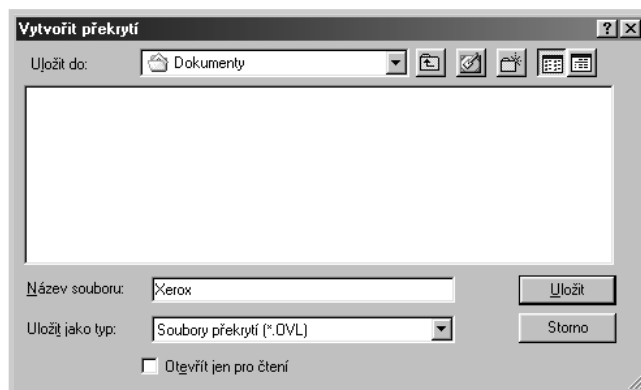 Vytvořit překrytí
Uložit do: Dokumenty
Název souboru: Xerox Uložit
Uložit jako typ: Soubory překrytí (*.OVL) Storno
Otevřít jen pro čtení